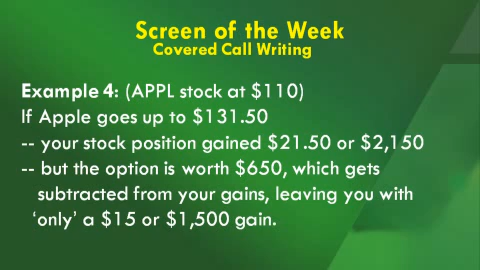 Screen of the Week
Covered Call Writing
Example 4: (APPL stock at $110)
If Apple goes up to $131.50
-- your stock position gained $21.50 or $2,150
-- but the option is worth $650, which gets
subtracted from your gains, leaving you with
‘only’ a $15 or $1,500 gain.